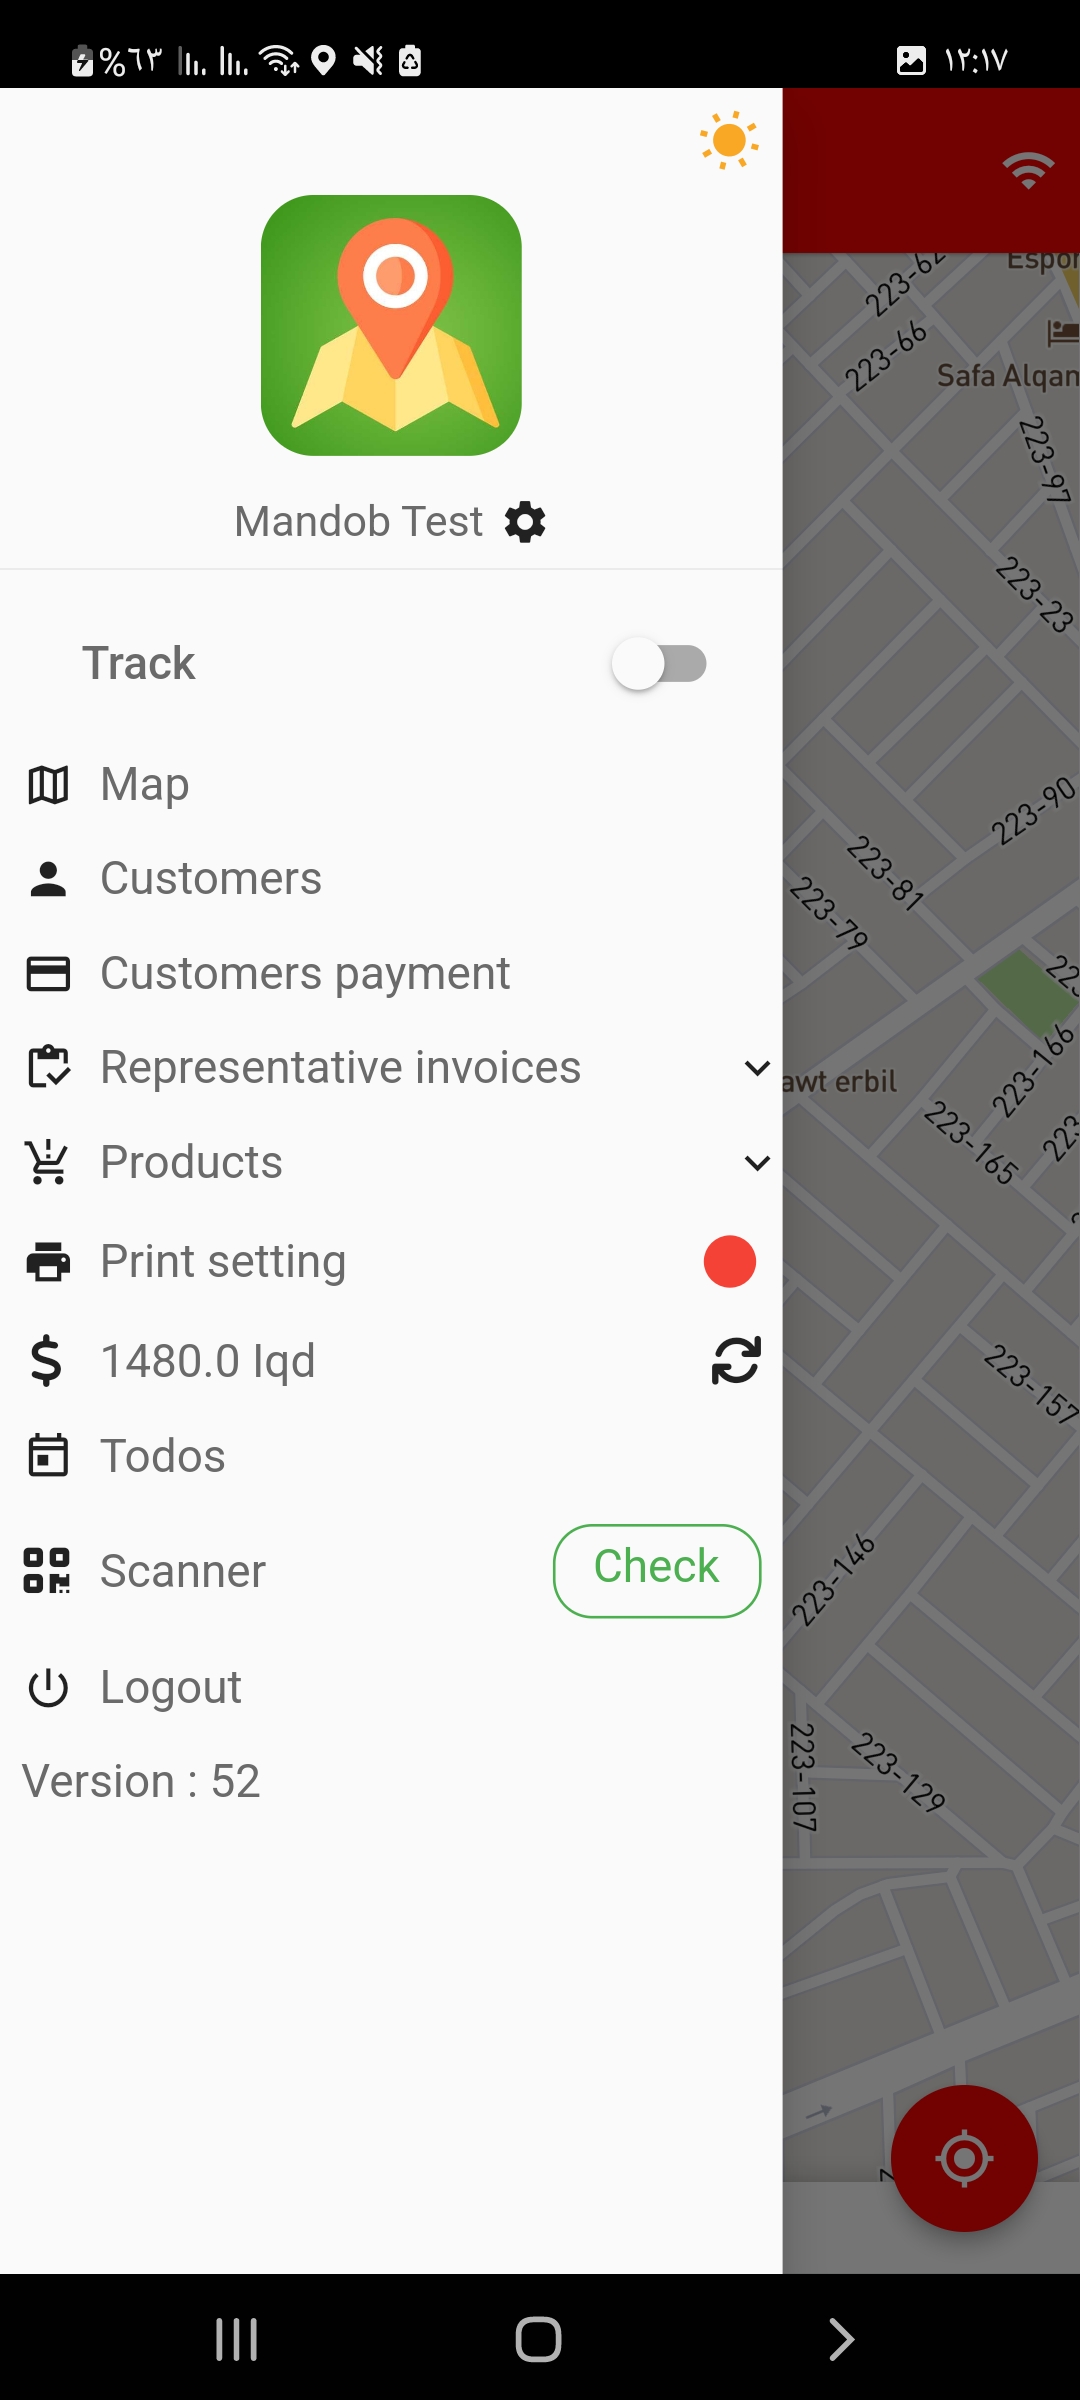 %٦٣
١٢:١٧
Mandob Test
Track
Map
Customers
Customers payment
Representative invoices
Products
Print setting
1480.0 Iqd
Todos
Scanner
Check
Logout
Version : 52
223-62
223-66
Safa Alqan
223-97
223-23
223-90
223-81
223-79
223-166
awt erbil
223-165
223-157
223-146
223-107
223-129